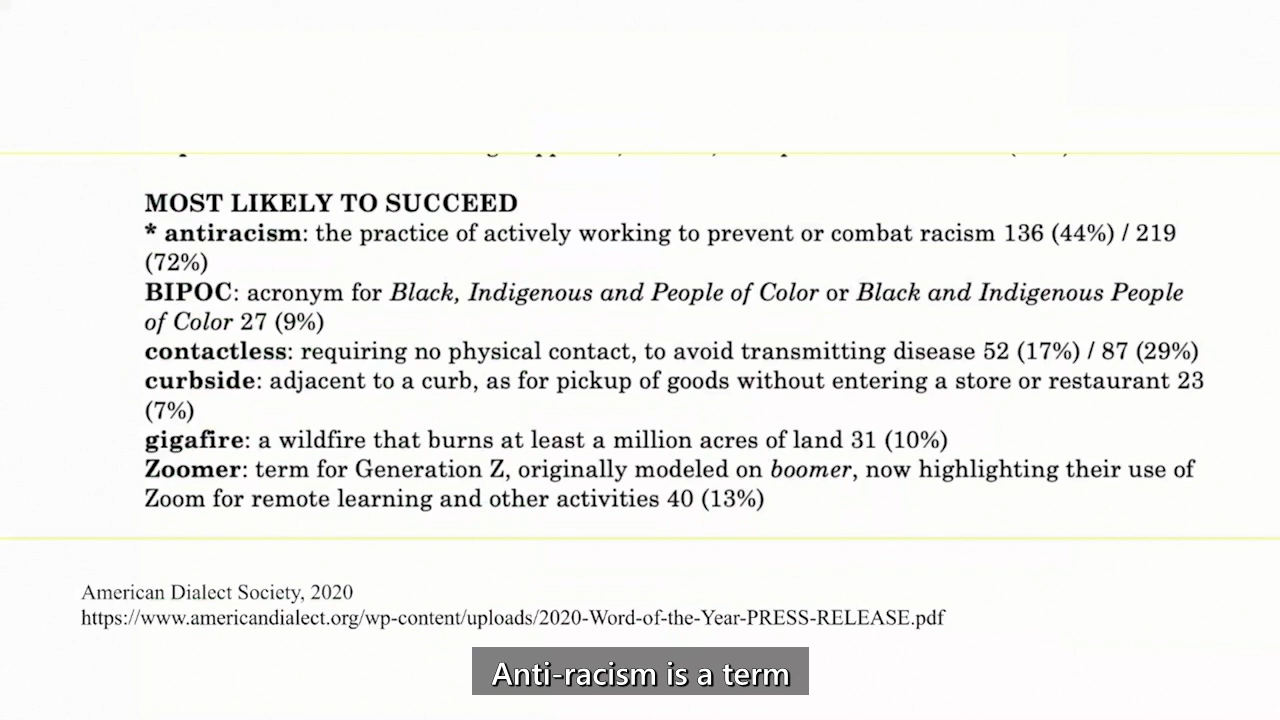 MOST LIKELY TO SUCCEED
* antiracism: the practice of actively working to prevent or combat racism 136 (44%) / 219
(72%)
BIPOC: acronym for Black, Indigenous and People of Color or Black and Indigenous People
of Color 27 (9%)
contactless: requiring no physical contact, to avoid transmitting disease 52 (17%) / 87 (29%)
curbside: adjacent to a curb, as for pickup of goods without entering a store or restaurant 23
(7%)
gigafire: a wildfire that burns at least a million acres of land 31 (10%)
Zoomer: term for Generation Z, originally modeled on boomer, now highlighting their use of
Zoom for remote learning and other activities 40 (13%)
American Dialect Society, 2020
https://www.americandialect.org/wp-content/uploads/2020-Word-of-the-Year-PRESS-RELEASE.pdf
Anti-racism is a term